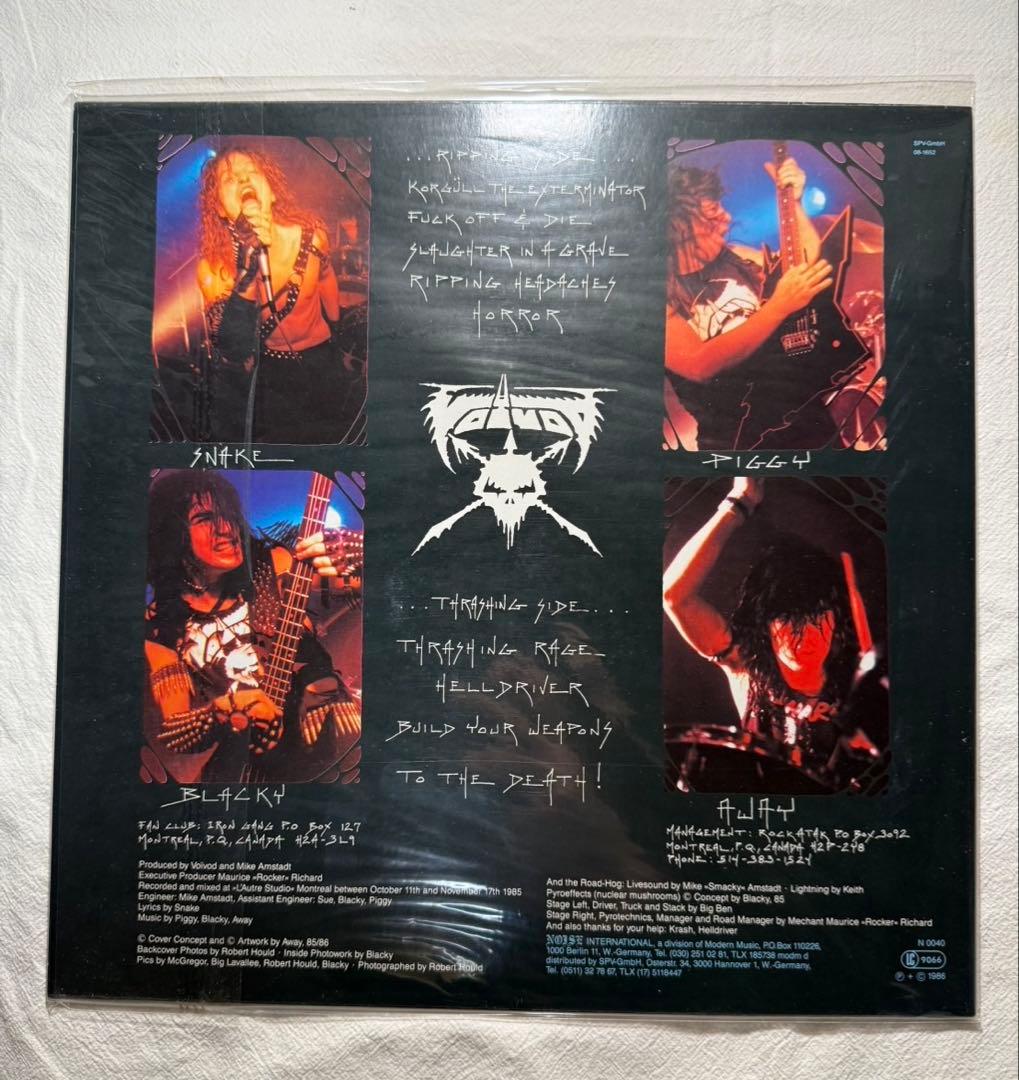 SPV-GmbH
08-1652
...RIPPING SIDE....
KORGÜLL THE EXTERMINATOR
FUCK OFF & DIE
SLAUGHTER IN A GRAVE
RIPPING HEADACHES
HORROR
SNAKE
PIGGY
VOIVOD
...THRASHING SIDE...
THRASHING RAGE
HELLDRIVER
BUILD YOUR WEAPONS
TO THE DEATH!
BLACKY
AWAY
FAN CLUB: IRON GANG P.O BOX 127
MONTREAL, P.Q, CANADA H2A-3L9
MANAGEMENT: ROCKATAK PO BOX 3092
MONTREAL, P.Q, CANADA H2P-2H8
PHONE: 514-383-1524
Produced by Voivod and Mike Amstadt
Executive Producer Maurice »Rocker« Richard
Recorded and mixed at »L'Autre Studio« Montreal between October 11th and November 17th 1985
Engineer: Mike Amstadt, Assistant Engineer: Sue, Blacky, Piggy
Lyrics by Snake
Music by Piggy, Blacky, Away
© Cover Concept and © Artwork by Away, 85/86
Backcover Photos by Robert Hould · Inside Photowork by Blacky
Pics by McGregor, Big Lavallee, Robert Hould, Blacky · Photographed by Robert Hould
And the Road-Hog: Livesound by Mike »Smacky« Amstadt · Lightning by Keith
Pyroeffects (nuclear mushrooms) © Concept by Blacky, 85
Stage Left, Driver, Truck and Stack by Big Ben
Stage Right, Pyrotechnics, Manager and Road Manager by Mechant Maurice »Rocker« Richard
And also thanks for your help: Krash, Helldriver
NOISE INTERNATIONAL, a division of Modern Music, P.O.Box 110226,
1000 Berlin 11, W.-Germany, Tel. (030) 251 02 81, TLX 185738 modm d
distributed by SPV-GmbH, Osterstr. 34, 3000 Hannover 1, W.-Germany,
Tel. (0511) 32 78 67, TLX (17) 5118447
N 0040
LC 9066
℗ + © 1986